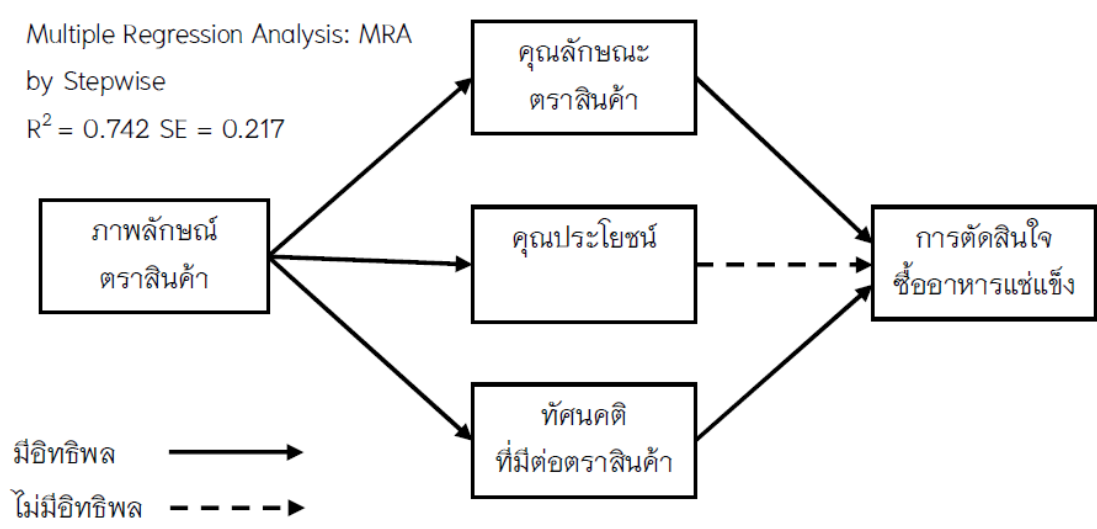 Multiple Regression Analysis: MRA
by Stepwise
R² = 0.742 SE = 0.217
คุณลักษณะ
ตราสินค้า
ภาพลักษณ์
ตราสินค้า
คุณประโยชน์
การตัดสินใจ
ซื้ออาหารแช่แข็ง
ทัศนคติ
ที่มีต่อตราสินค้า
มีอิทธิพล
ไม่มีอิทธิพล